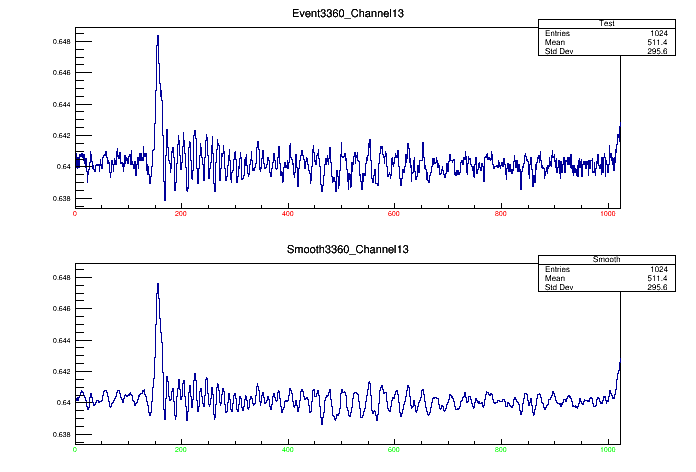 Event3360_Channel13
Test
Entries 1024
Mean 511.4
Std Dev 295.6
0.648
0.646
0.644
0.642
0.64
0.638
0 200 400 600 800 1000
Smooth3360_Channel13
Smooth
Entries 1024
Mean 511.4
Std Dev 295.6
0.648
0.646
0.644
0.642
0.64
0.638
0 200 400 600 800 1000